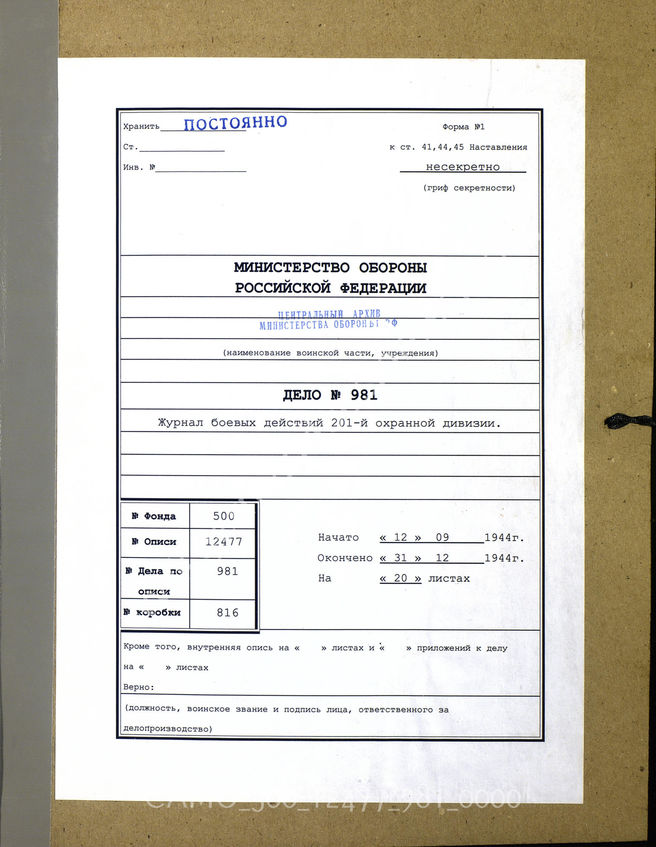 Хранить ПОСТОЯННО
Форма №1
Ст.
к ст. 41,44,45 Наставления
Инв. №
несекретно
(гриф секретности)
МИНИСТЕРСТВО ОБОРОНЫ
РОССИЙСКОЙ ФЕДЕРАЦИИ
ЦЕНТРАЛЬНЫЙ АРХИВ
МИНИСТЕРСТВА ОБОРОНЫ РФ
(наименование воинской части, учреждения)
ДЕЛО № 981
Журнал боевых действий 201-й охранной дивизии.
№ Фонда 500
№ Описи 12477
№ Дела по описи 981
№ коробки 816
Начато « 12 » 09 1944г.
Окончено « 31 » 12 1944г.
На « 20 » листах
Кроме того, внутренняя опись на « » листах и « » приложений к делу
на « » листах
Верно:
(должность, воинское звание и подпись лица, ответственного за
делопроизводство)
CAMO_500_12477_981_0000